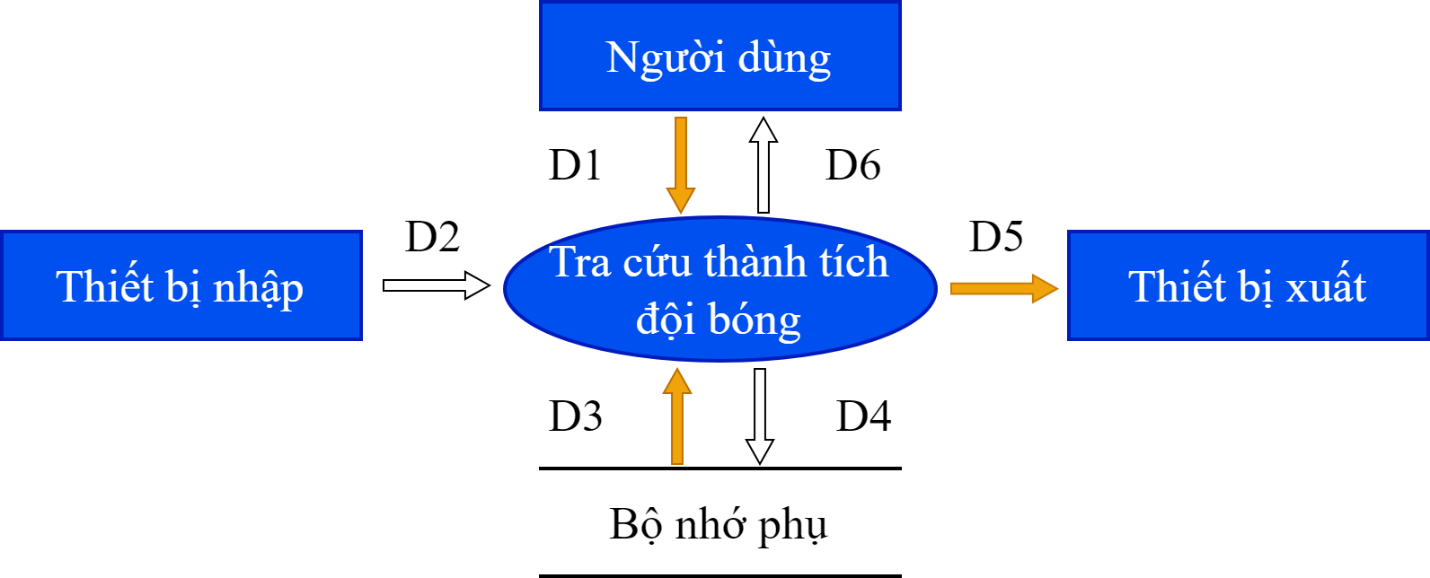 Người dùng
D1
D6
D2
D5
Thiết bị nhập
Tra cứu thành tích
đội bóng
Thiết bị xuất
D3
D4
Bộ nhớ phụ